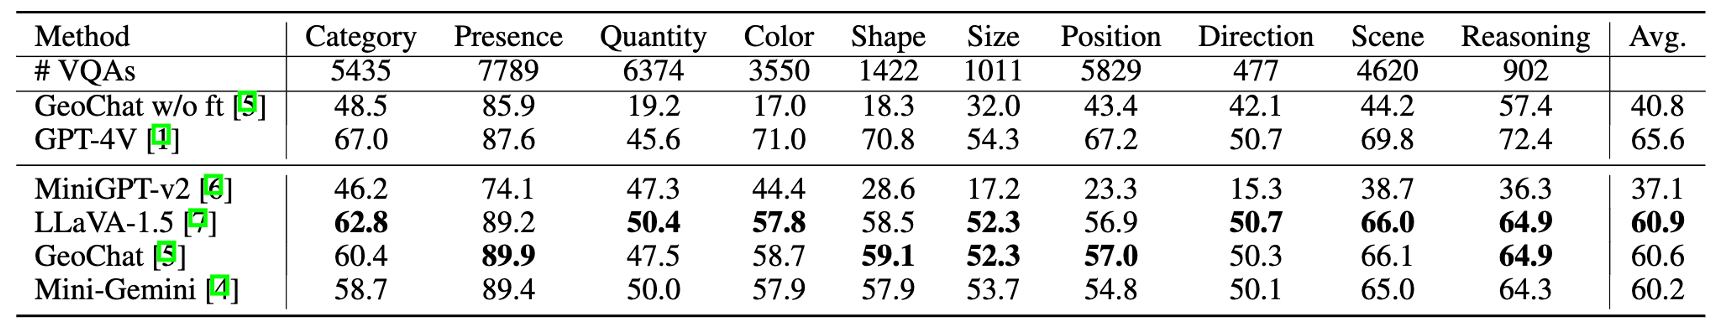 Method Category Presence Quantity Color Shape Size Position Direction Scene Reasoning Avg.
# VQAs 5435 7789 6374 3550 1422 1011 5829 477 4620 902
GeoChat w/o ft [5] 48.5 85.9 19.2 17.0 18.3 32.0 43.4 42.1 44.2 57.4 40.8
GPT-4V [1] 67.0 87.6 45.6 71.0 70.8 54.3 67.2 50.7 69.8 72.4 65.6
MiniGPT-v2 [6] 46.2 74.1 47.3 44.4 28.6 17.2 23.3 15.3 38.7 36.3 37.1
LLaVA-1.5 [7] 62.8 89.2 50.4 57.8 58.5 52.3 56.9 50.7 66.0 64.9 60.9
GeoChat [5] 60.4 89.9 47.5 58.7 59.1 52.3 57.0 50.3 66.1 64.9 60.6
Mini-Gemini [4] 58.7 89.4 50.0 57.9 57.9 53.7 54.8 50.1 65.0 64.3 60.2